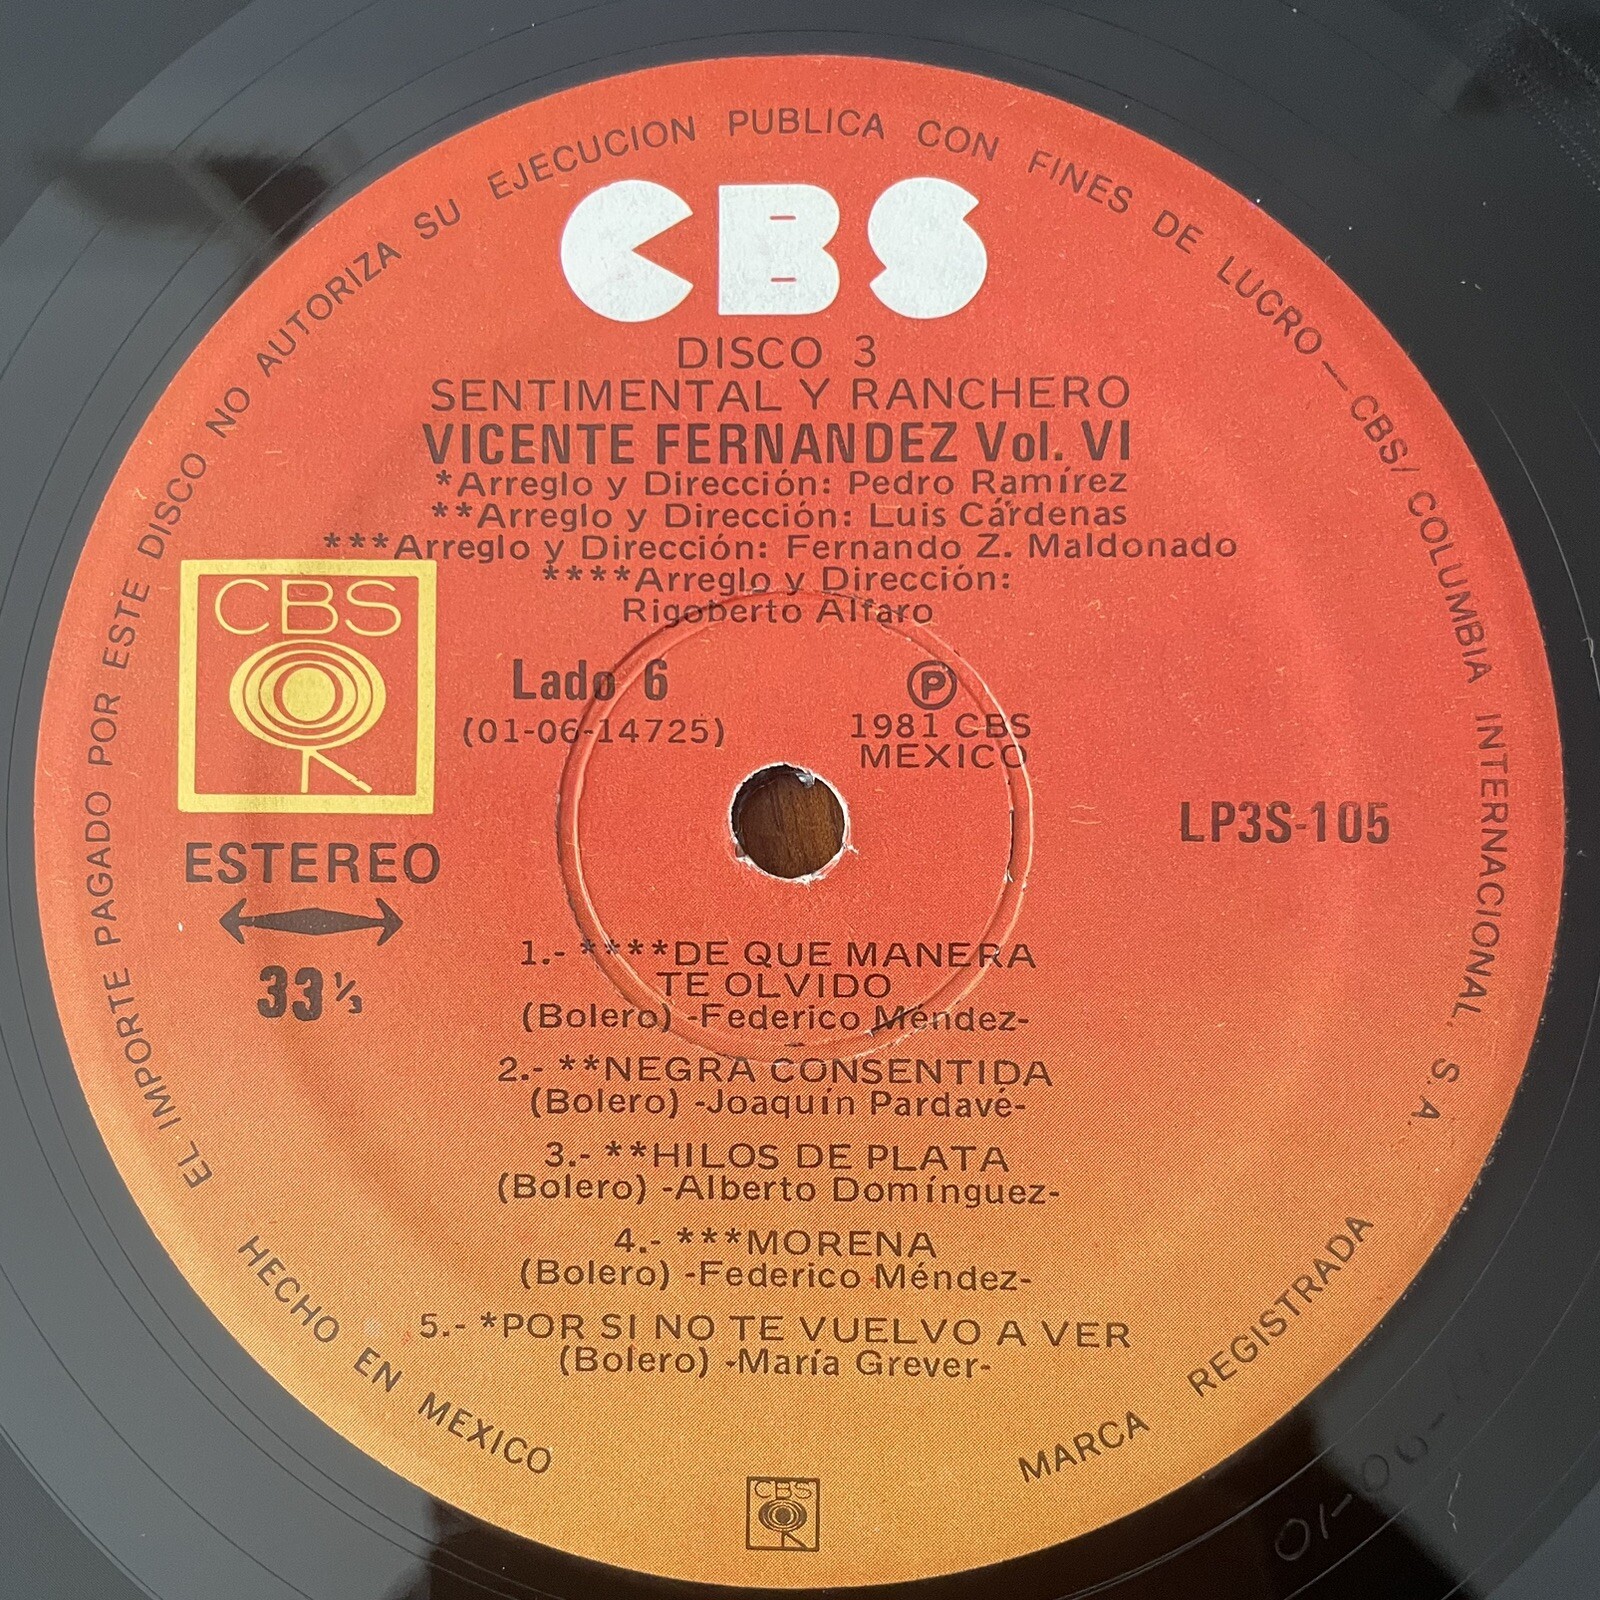 EL IMPORTE PAGADO POR ESTE DISCO NO AUTORIZA SU EJECUCION PUBLICA CON FINES DE LUCRO — CBS/ COLUMBIA INTERNACIONAL, S.A.
CBS
DISCO 3
SENTIMENTAL Y RANCHERO
VICENTE FERNANDEZ Vol. VI
*Arreglo y Dirección: Pedro Ramírez
**Arreglo y Dirección: Luis Cárdenas
***Arreglo y Dirección: Fernando Z. Maldonado
****Arreglo y Dirección:
Rigoberto Alfaro
CBS
Lado 6
(01-06-14725)
Ⓟ
1981 CBS
MEXICO
ESTEREO
33⅓
LP3S-105
1.- ****DE QUE MANERA
TE OLVIDO
(Bolero) -Federico Méndez-
2.- **NEGRA CONSENTIDA
(Bolero) -Joaquín Pardavé-
3.- **HILOS DE PLATA
(Bolero) -Alberto Domínguez-
4.- ***MORENA
(Bolero) -Federico Méndez-
5.- *POR SI NO TE VUELVO A VER
(Bolero) -María Grever-
HECHO EN MEXICO
CBS
MARCA REGISTRADA